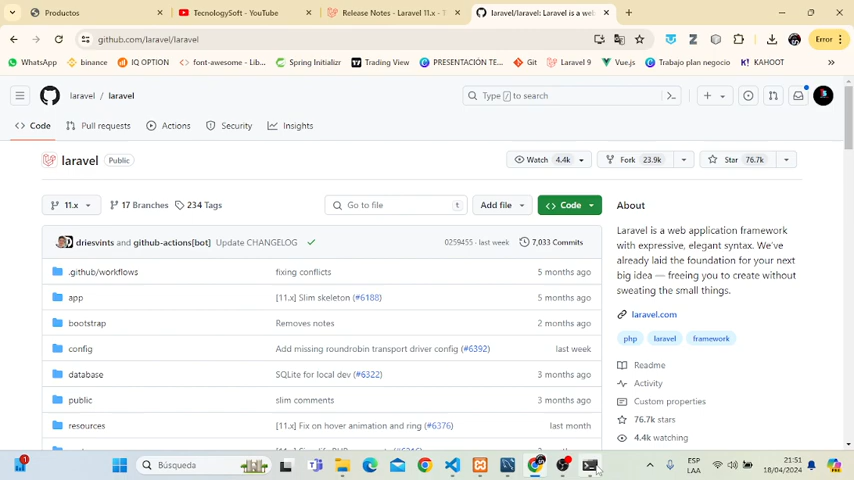 Productos
TecnologySoft - YouTube
Release Notes - Laravel 11.x - T
laravel/laravel: Laravel is a we
github.com/laravel/laravel
Error
WhatsApp
binance
IQ OPTION
font-awesome - Lib...
Spring Initializr
Trading View
PRESENTACIÓN TE...
Git
Laravel 9
Vue.js
Trabajo plan negocio
KAHOOT
laravel / laravel
Type / to search
Code
Pull requests
Actions
Security
Insights
laravel
Public
Watch 4.4k
Fork 23.9k
Star 76.7k
11.x
17 Branches
234 Tags
Go to file
t
Add file
Code
About
driesvints and github-actions[bot] Update CHANGELOG
0259455 · last week
7,033 Commits
.github/workflows
fixing conflicts
5 months ago
app
[11.x] Slim skeleton (#6188)
5 months ago
bootstrap
Removes notes
2 months ago
config
Add missing roundrobin transport driver config (#6392)
last week
database
SQLite for local dev (#6322)
3 months ago
public
slim comments
3 months ago
resources
[11.x] Fix on hover animation and ring (#6376)
last month
Laravel is a web application framework
with expressive, elegant syntax. We've
already laid the foundation for your next
big idea — freeing you to create without
sweating the small things.
laravel.com
php
laravel
framework
Readme
Activity
Custom properties
76.7k stars
4.4k watching
1
Búsqueda
ESP
LAA
21:51
18/04/2024